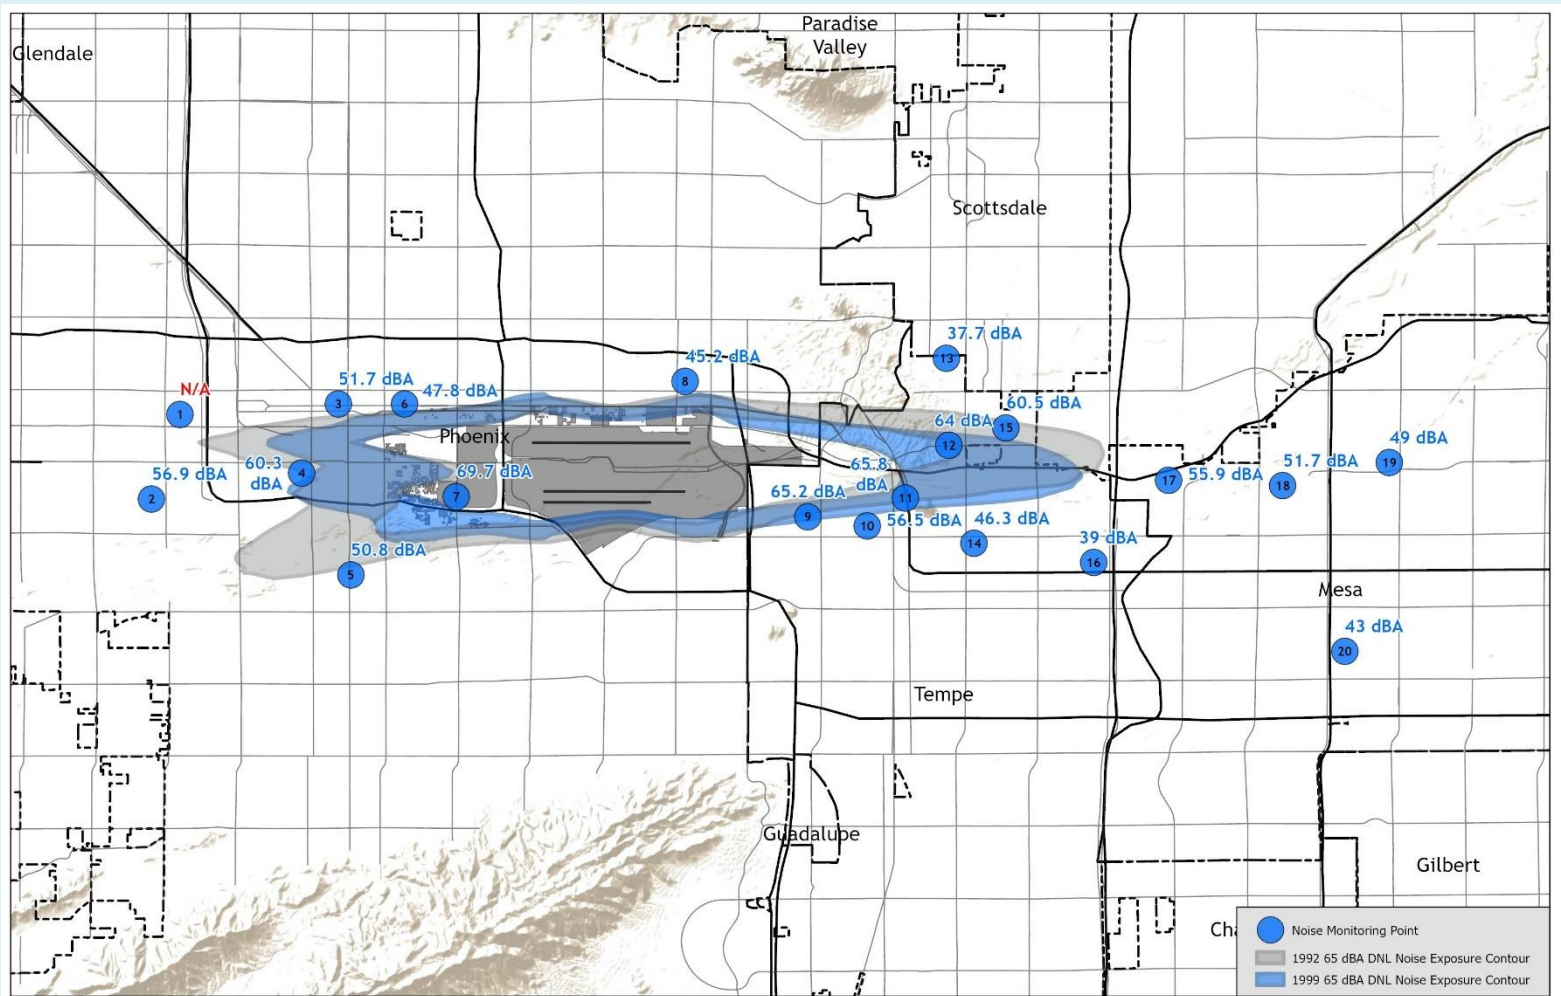 Paradise
Valley
Glendale
Scottsdale
37.7 dBA
13
45.2 dBA
8
N/A
1
51.7 dBA
3
47.8 dBA
6
60.5 dBA
15
64 dBA
12
Phoenix
49 dBA
19
56.9 dBA
2
60.3
dBA
4
69.7 dBA
7
65.8
dBA
11
65.2 dBA
9
56.5 dBA
10
55.9 dBA
17
51.7 dBA
18
46.3 dBA
14
50.8 dBA
5
39 dBA
16
Mesa
43 dBA
20
Tempe
Guadalupe
Gilbert
Cha
Noise Monitoring Point
1992 65 dBA DNL Noise Exposure Contour
1999 65 dBA DNL Noise Exposure Contour